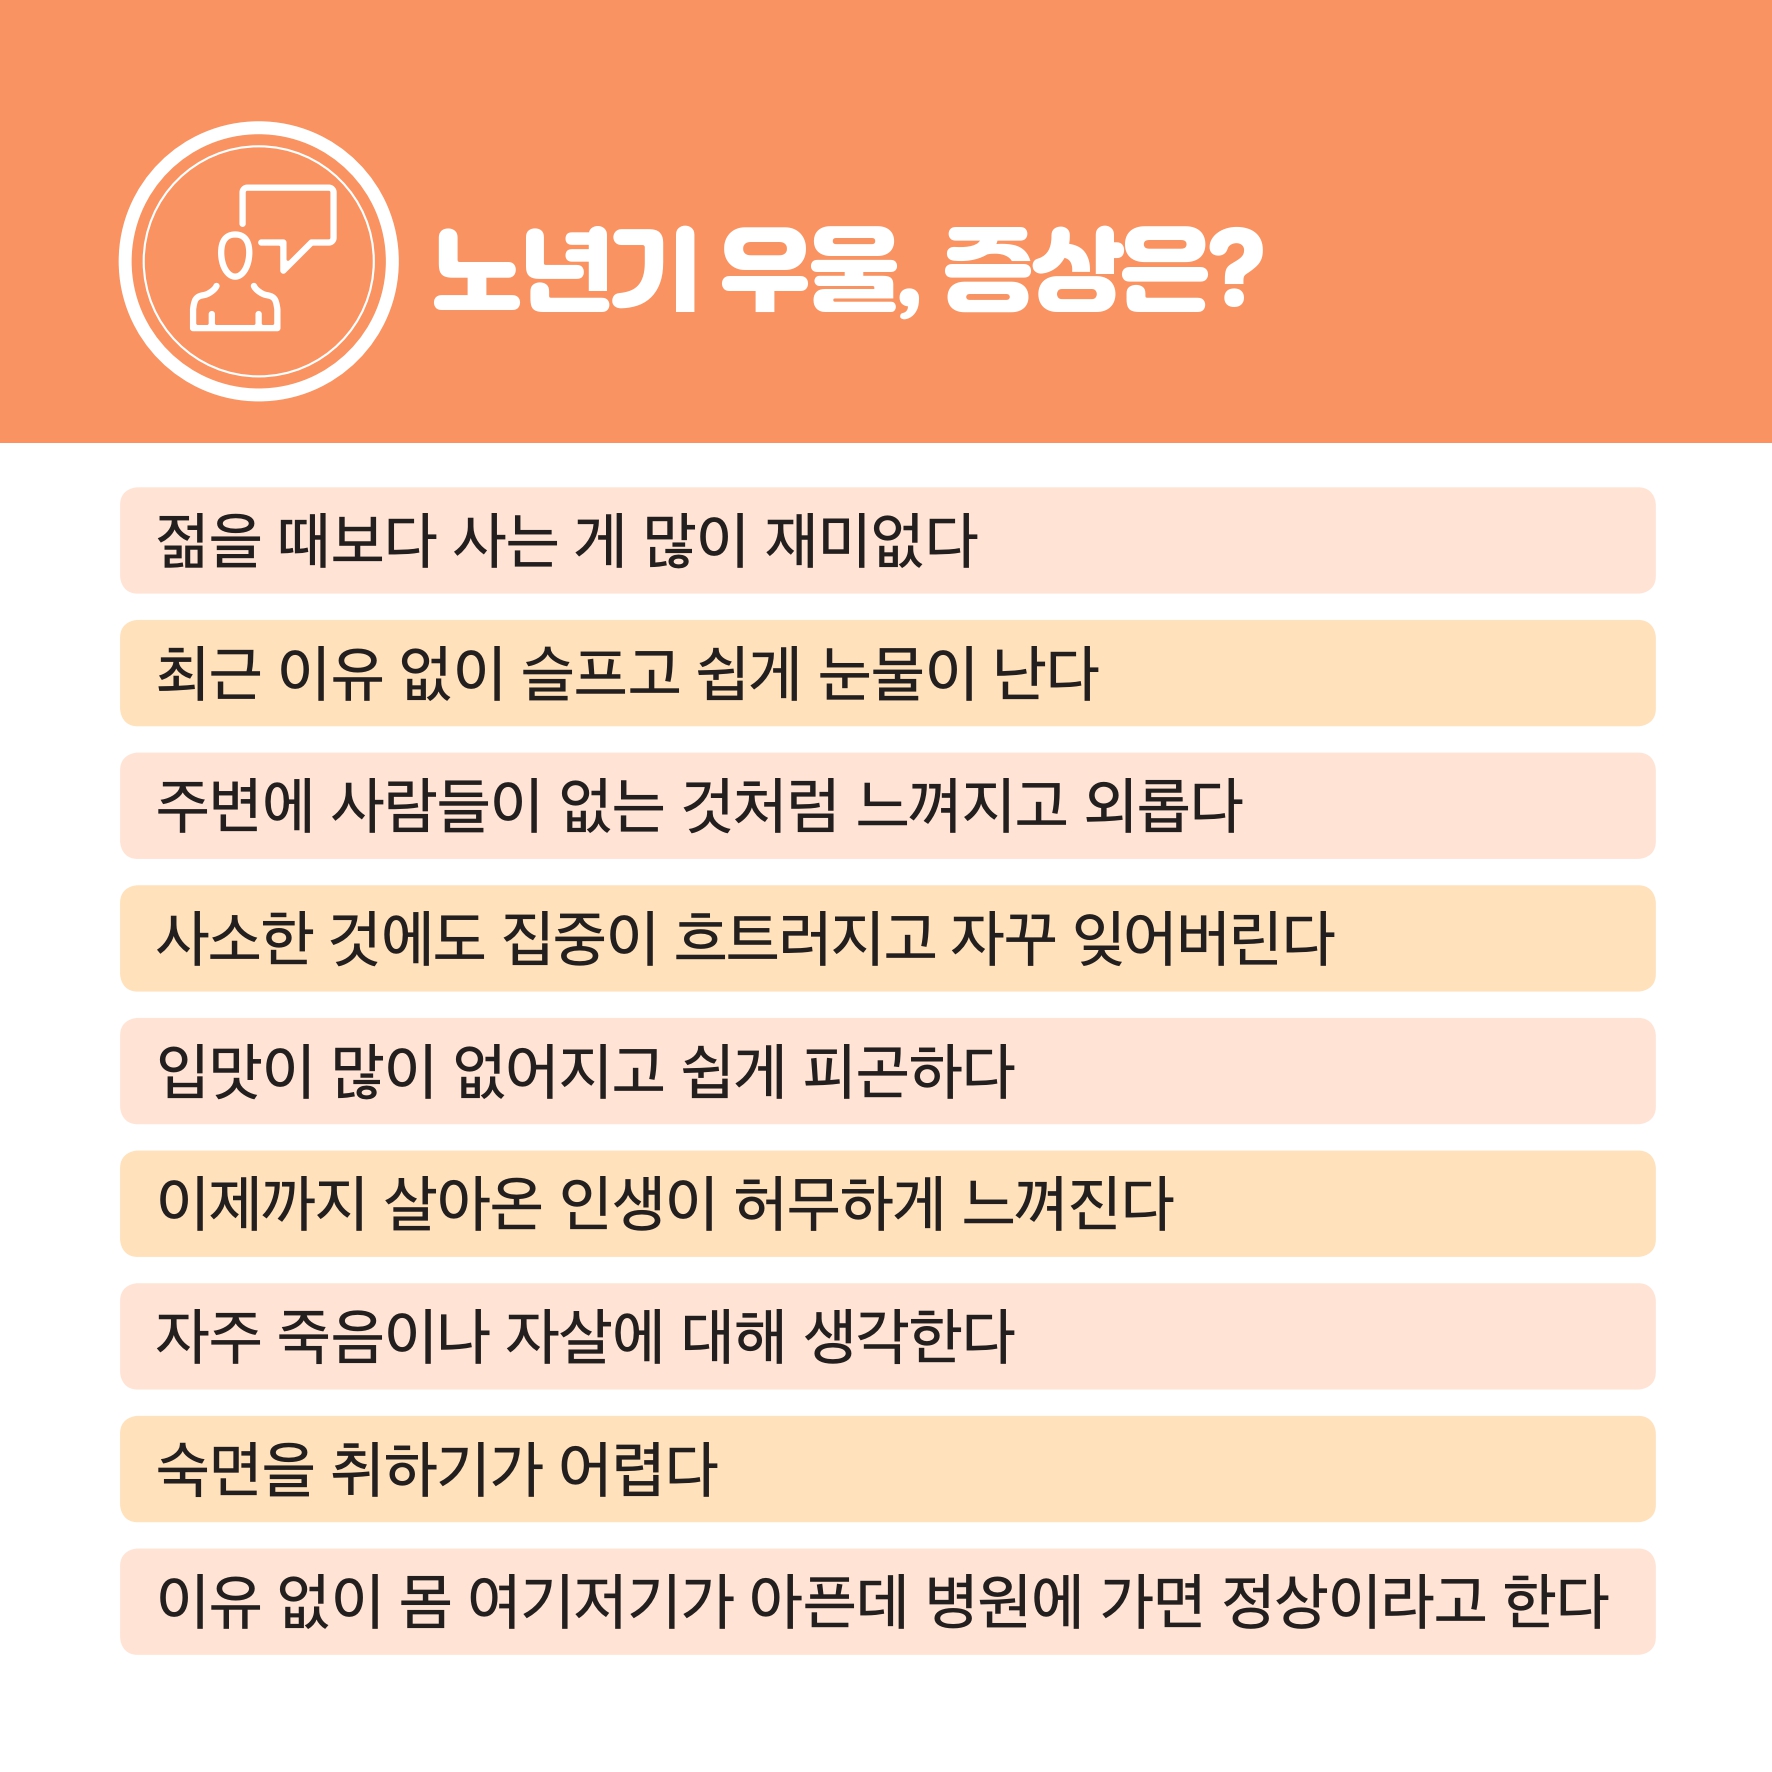 노년기 우울, 증상은?
젊을 때보다 사는 게 많이 재미없다
최근 이유 없이 슬프고 쉽게 눈물이 난다
주변에 사람들이 없는 것처럼 느껴지고 외롭다
사소한 것에도 집중이 흐트러지고 자꾸 잊어버린다
입맛이 많이 없어지고 쉽게 피곤하다
이제까지 살아온 인생이 허무하게 느껴진다
자주 죽음이나 자살에 대해 생각한다
숙면을 취하기가 어렵다
이유 없이 몸 여기저기가 아픈데 병원에 가면 정상이라고 한다